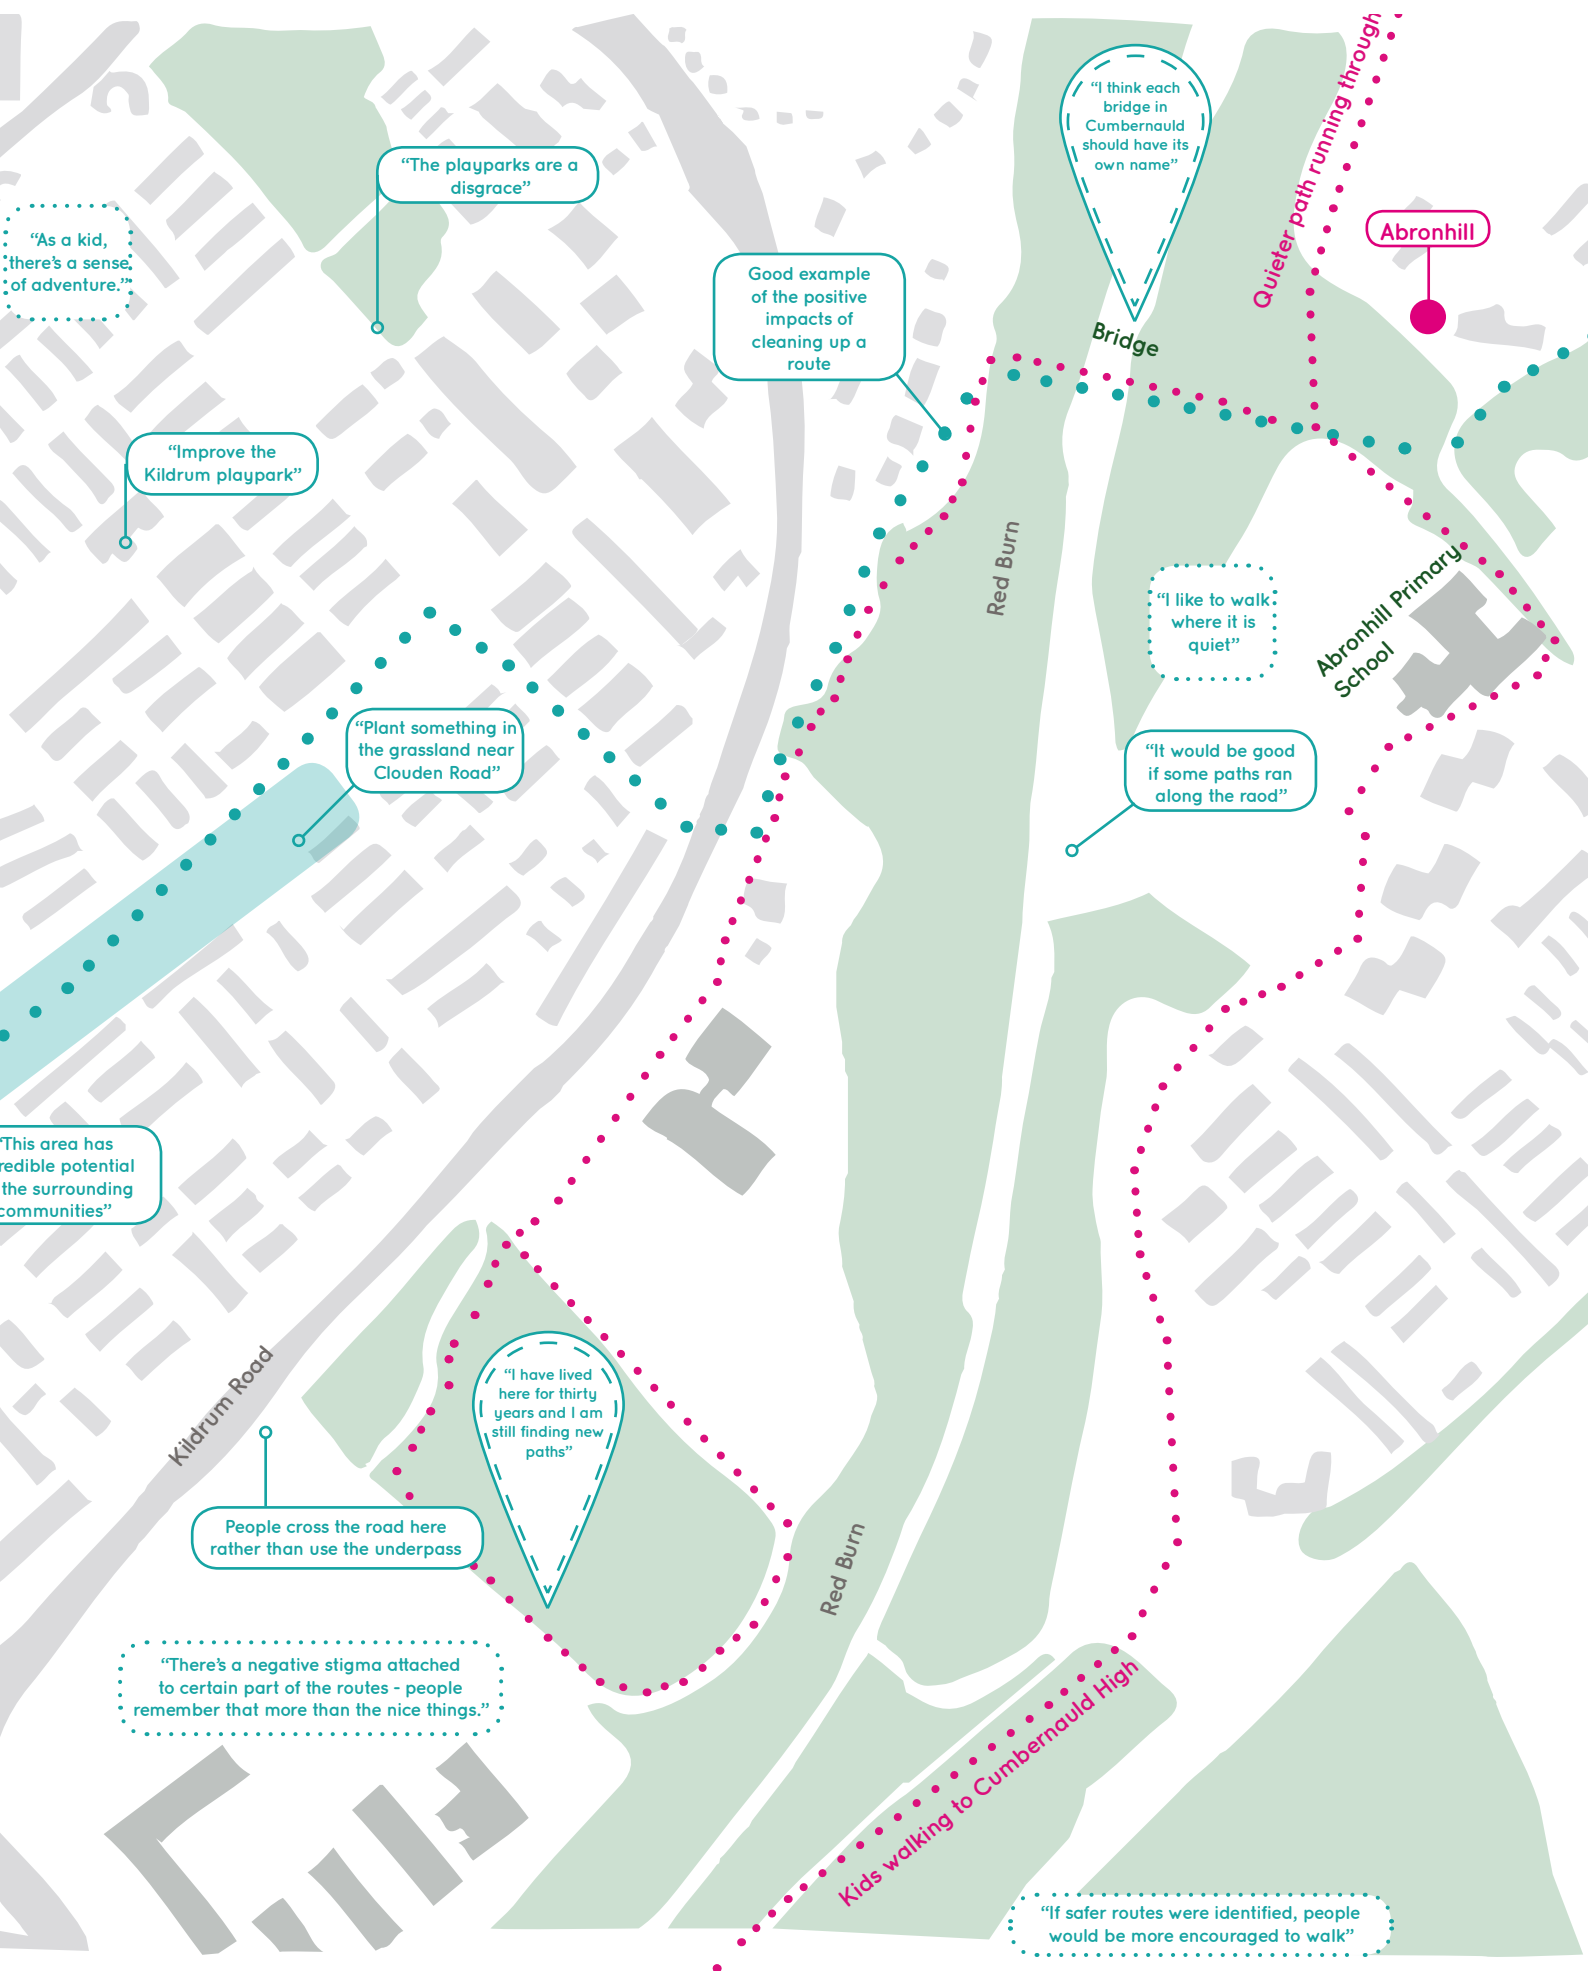 “I think each
bridge in
Cumbernauld
should have its
own name”
Quieter path running through
“The playparks are a
disgrace”
“As a kid,
there’s a sense
of adventure.”
Abronhill
Good example
of the positive
impacts of
cleaning up a
route
Bridge
“Improve the
Kildrum playpark”
Red Burn
“I like to walk
where it is
quiet”
Abronhill Primary
School
“Plant something in
the grassland near
Clouden Road”
“It would be good
if some paths ran
along the raod”
“This area has
redible potential
the surrounding
communities”
Kildrum Road
“I have lived
here for thirty
years and I am
still finding new
paths”
People cross the road here
rather than use the underpass
Red Burn
“There’s a negative stigma attached
to certain part of the routes - people
remember that more than the nice things.”
Kids walking to Cumbernauld High
“If safer routes were identified, people
would be more encouraged to walk”